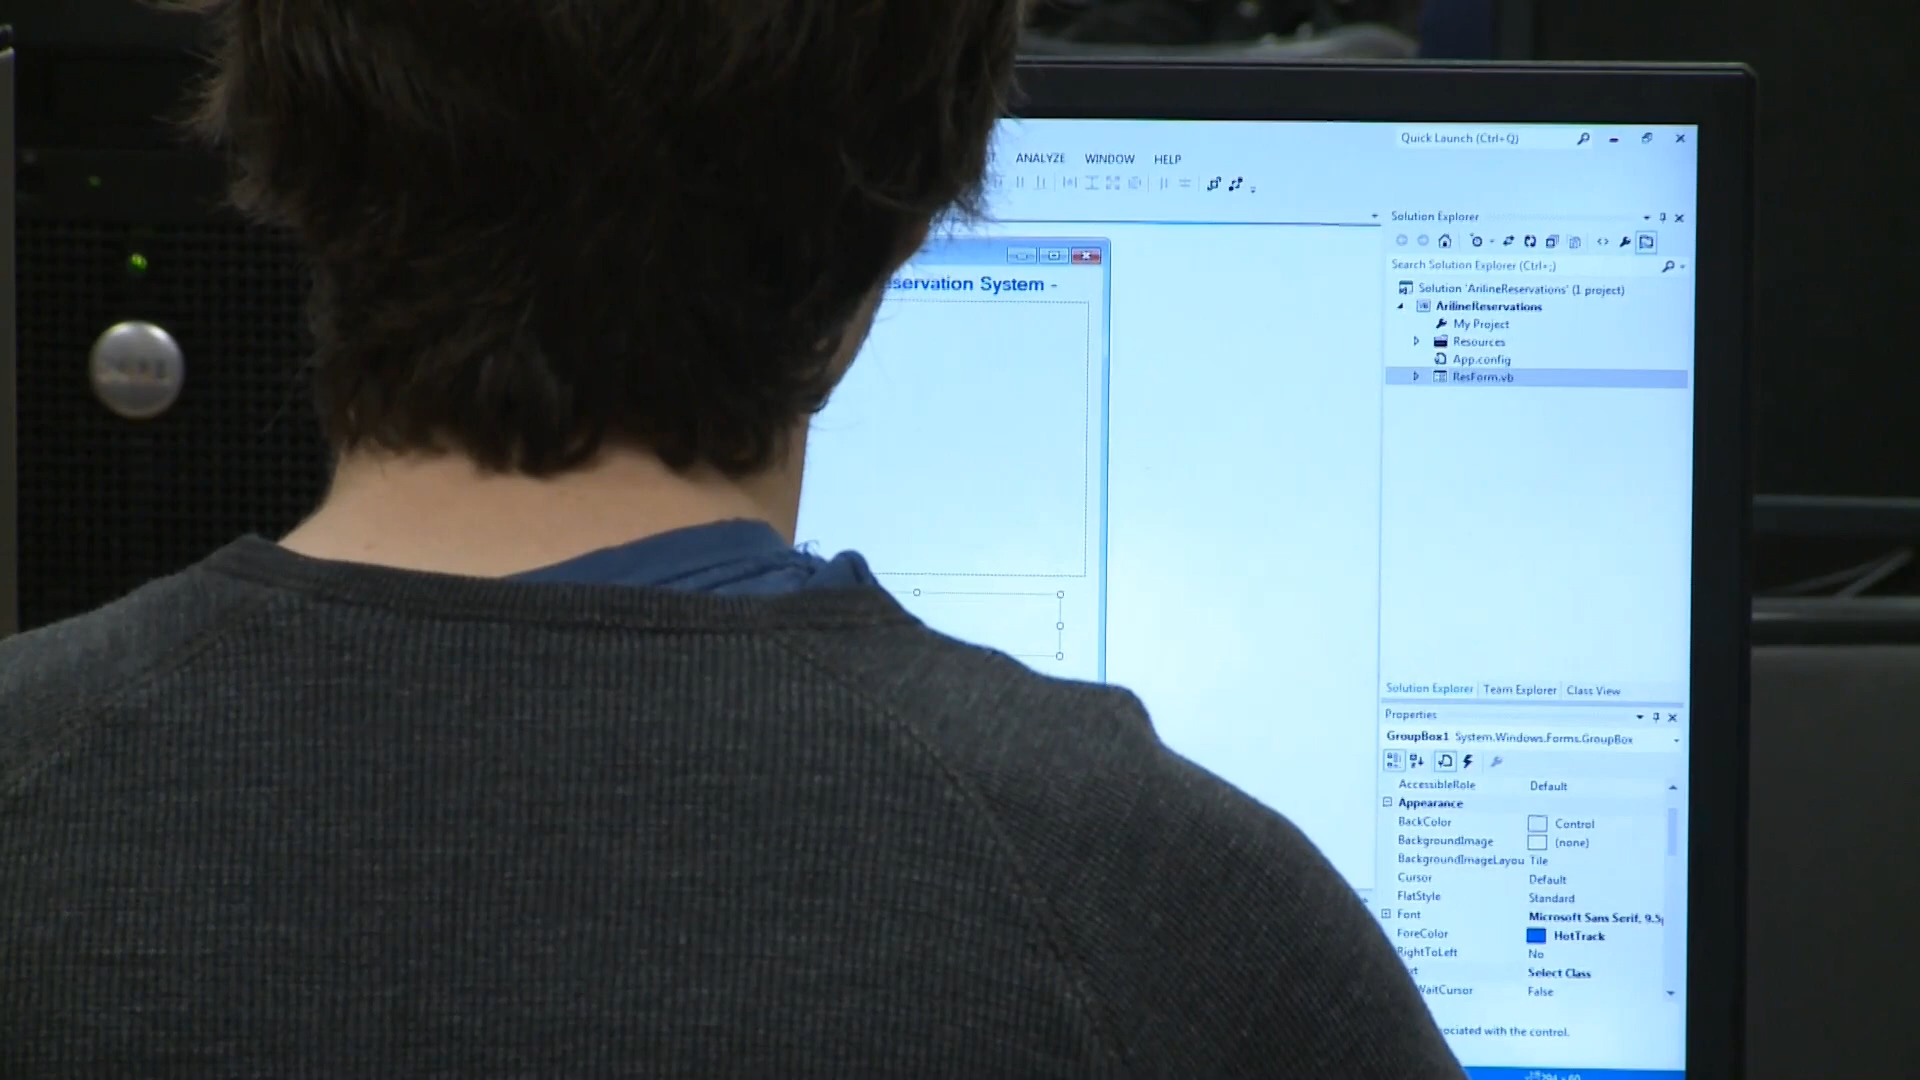 Quick Launch (Ctrl+Q)
ANALYZE WINDOW HELP
Solution Explorer
Search Solution Explorer (Ctrl+;)
servation System -
Solution 'ArilineReservations' (1 project)
ArilineReservations
My Project
Resources
App.config
ResForm.vb
Solution Explorer Team Explorer Class View
Properties
GroupBox1 System.Windows.Forms.GroupBox
AccessibleRole Default
Appearance
BackColor Control
BackgroundImage (none)
BackgroundImageLayou Tile
Cursor Default
FlatStyle Standard
Font Microsoft Sans Serif, 9.5
ForeColor HotTrack
RightToLeft No
Select Class
WaitCursor False
ociated with the control.